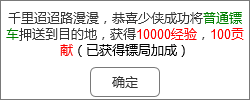 千里迢迢路漫漫，恭喜少侠成功将普通镖
车押送到目的地，获得10000经验，100贡
献（已获得镖局加成）
确定